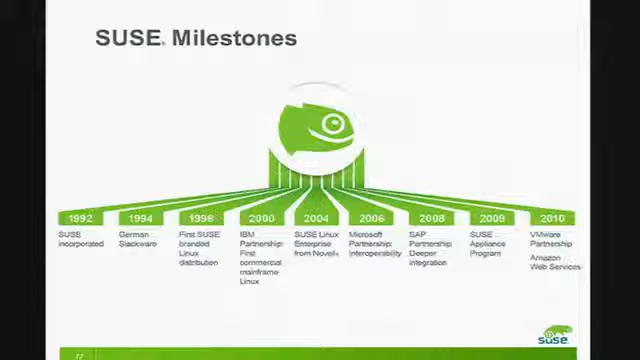 SUSE® Milestones
1992
SUSE
incorporated
1994
German
Slackware
1996
First SUSE
branded
Linux
distribution
2000
IBM
Partnership:
First
commercial
mainframe
Linux
2004
SUSE Linux
Enterprise
from Novell®
2006
Microsoft
Partnership:
Interoperability
2008
SAP
Partnership:
Deeper
integration
2009
SUSE
Appliance
Program
2010
VMware
Partnership
Amazon
Web Services
SUSE